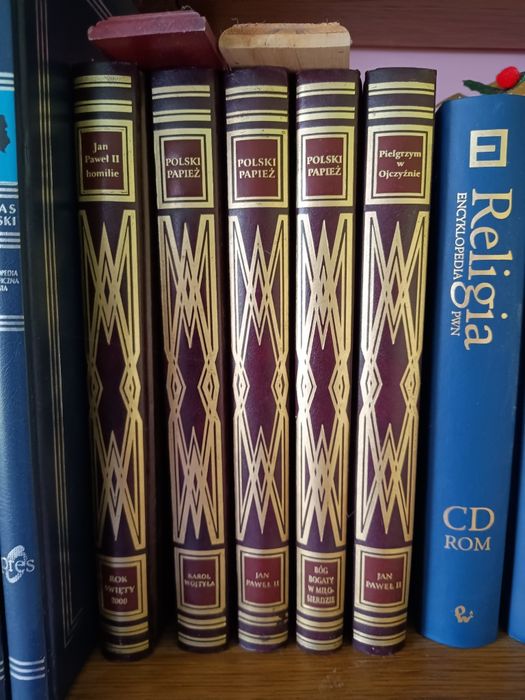 Jan
Paweł II
homilie
ROK
ŚWIĘTY
2000
POLSKI
PAPIEŻ
KAROL
WOJTYŁA
POLSKI
PAPIEŻ
JAN
PAWEŁ II
POLSKI
PAPIEŻ
BÓG
BOGATY
W MIŁO-
SIERDZIE
Pielgrzym
w
Ojczyźnie
JAN
PAWEŁ II
Religia
ENCYKLOPEDIA
PWN
CD
ROM